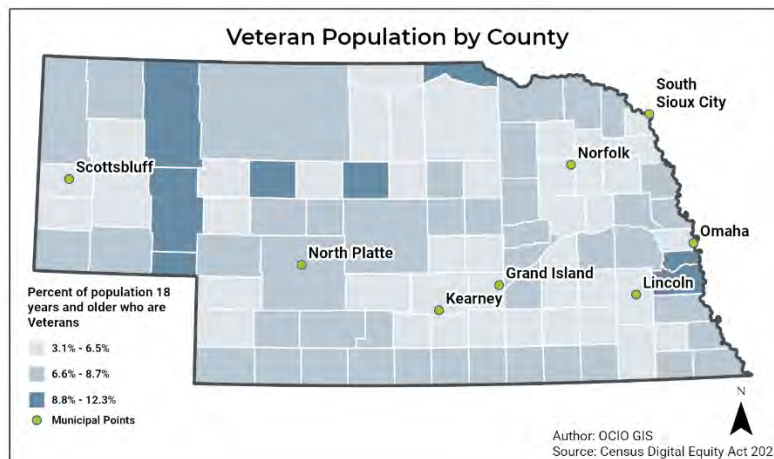 Veteran Population by County
South
Sioux City
Norfolk
Scottsbluff
Omaha
North Platte
Grand Island
Lincoln
Kearney
Percent of population 18
years and older who are
Veterans
3.1% - 6.5%
6.6% - 8.7%
8.8% - 12.3%
Municipal Points
N
Author: OCIO GIS
Source: Census Digital Equity Act 202